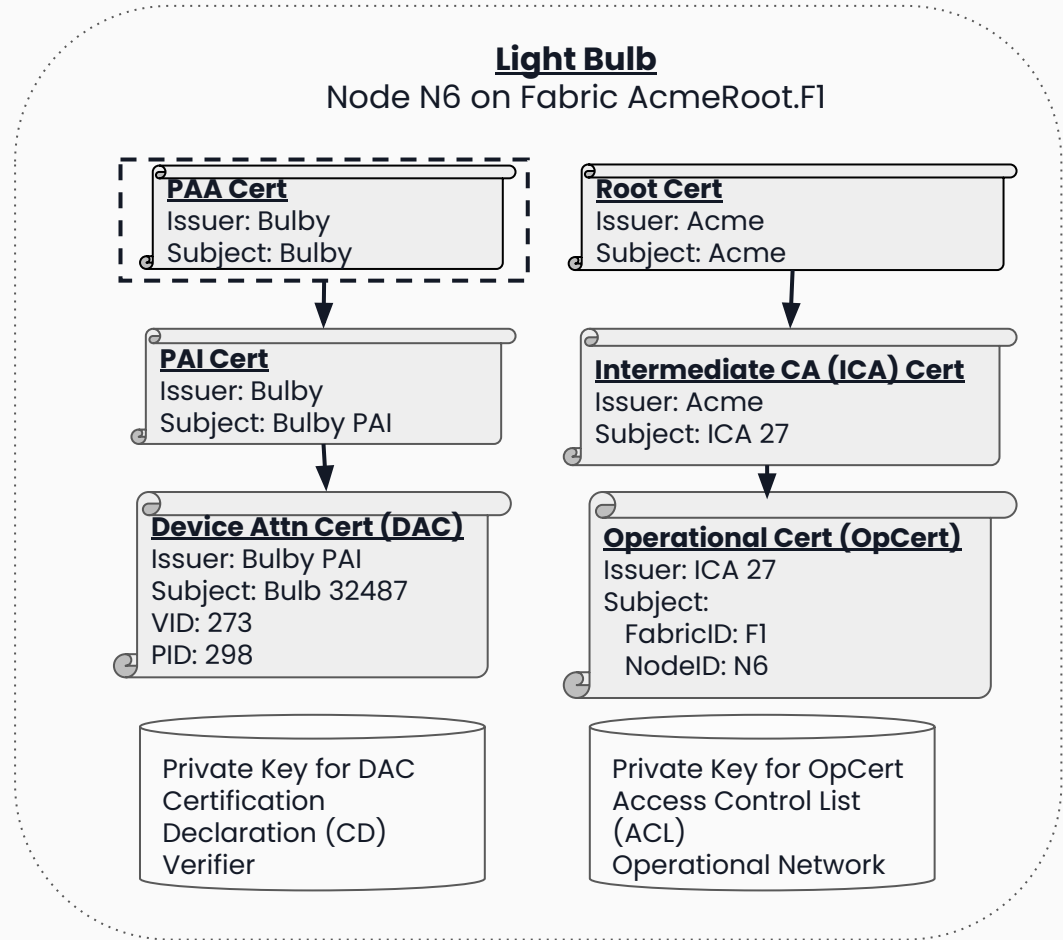 Light Bulb
Node N6 on Fabric AcmeRoot.F1
PAA Cert
Issuer: Bulby
Subject: Bulby
PAI Cert
Issuer: Bulby
Subject: Bulby PAI
Device Attn Cert (DAC)
Issuer: Bulby PAI
Subject: Bulb 32487
VID: 273
PID: 298
Private Key for DAC
Certification
Declaration (CD)
Verifier
Root Cert
Issuer: Acme
Subject: Acme
Intermediate CA (ICA) Cert
Issuer: Acme
Subject: ICA 27
Operational Cert (OpCert)
Issuer: ICA 27
Subject:
FabricID: F1
NodeID: N6
Private Key for OpCert
Access Control List
(ACL)
Operational Network